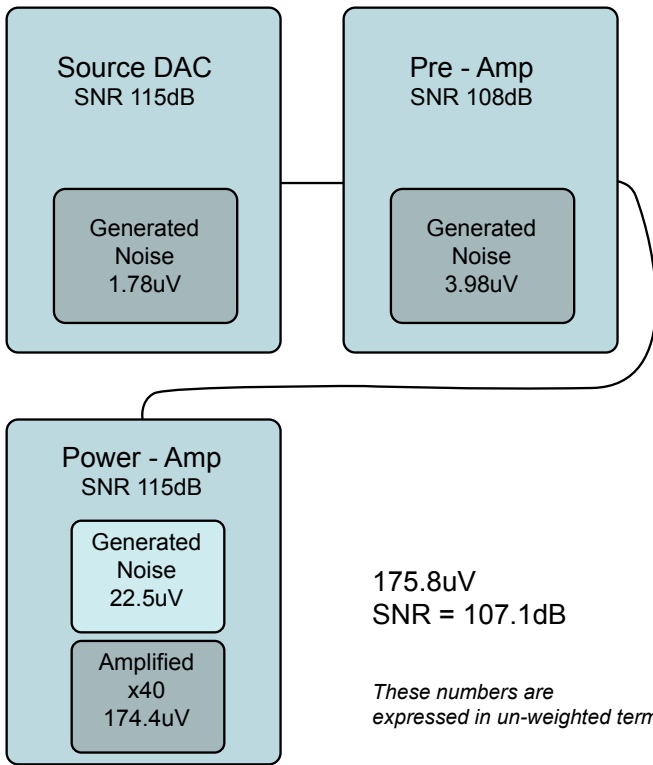 Source DAC
SNR 115dB
Generated
Noise
1.78uV
Pre - Amp
SNR 108dB
Generated
Noise
3.98uV
Power - Amp
SNR 115dB
Generated
Noise
22.5uV
Amplified
x40
174.4uV
175.8uV
SNR = 107.1dB
These numbers are
expressed in un-weighted term